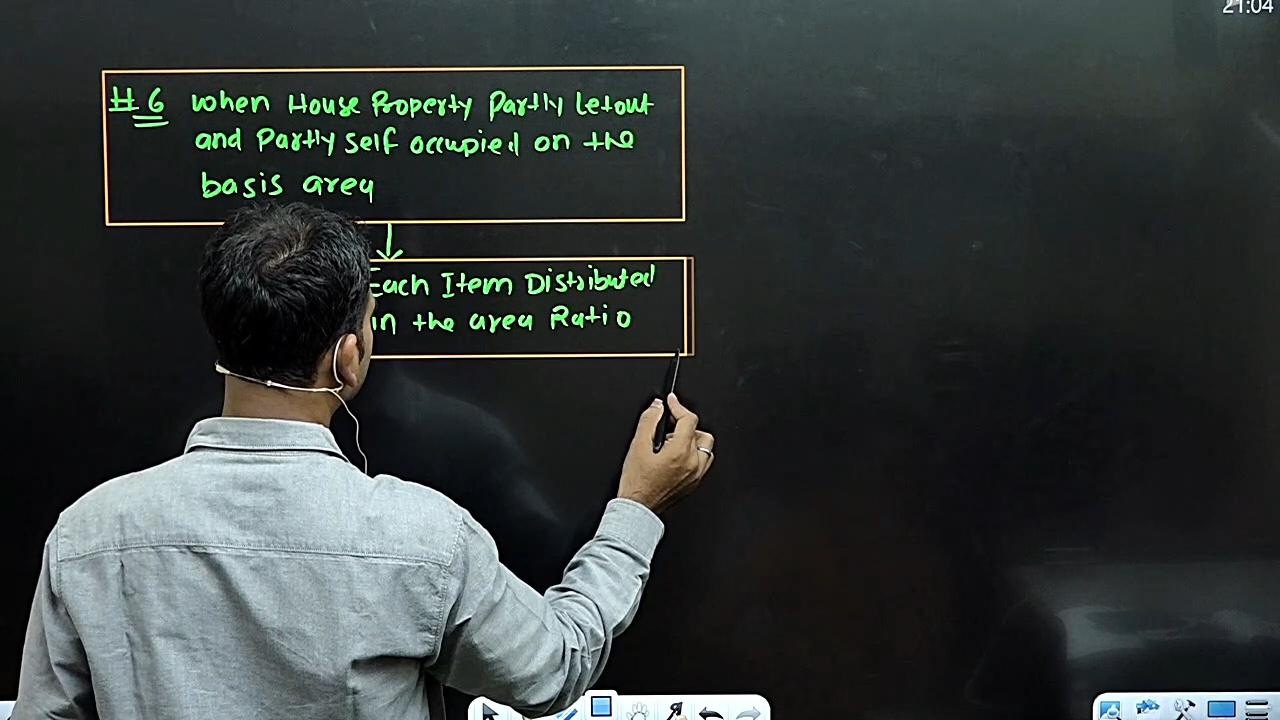 21:04
# 6 When House Property Partly Letout
and Partly self occupied on the
basis area
Each Item Distributed
in the area Ratio